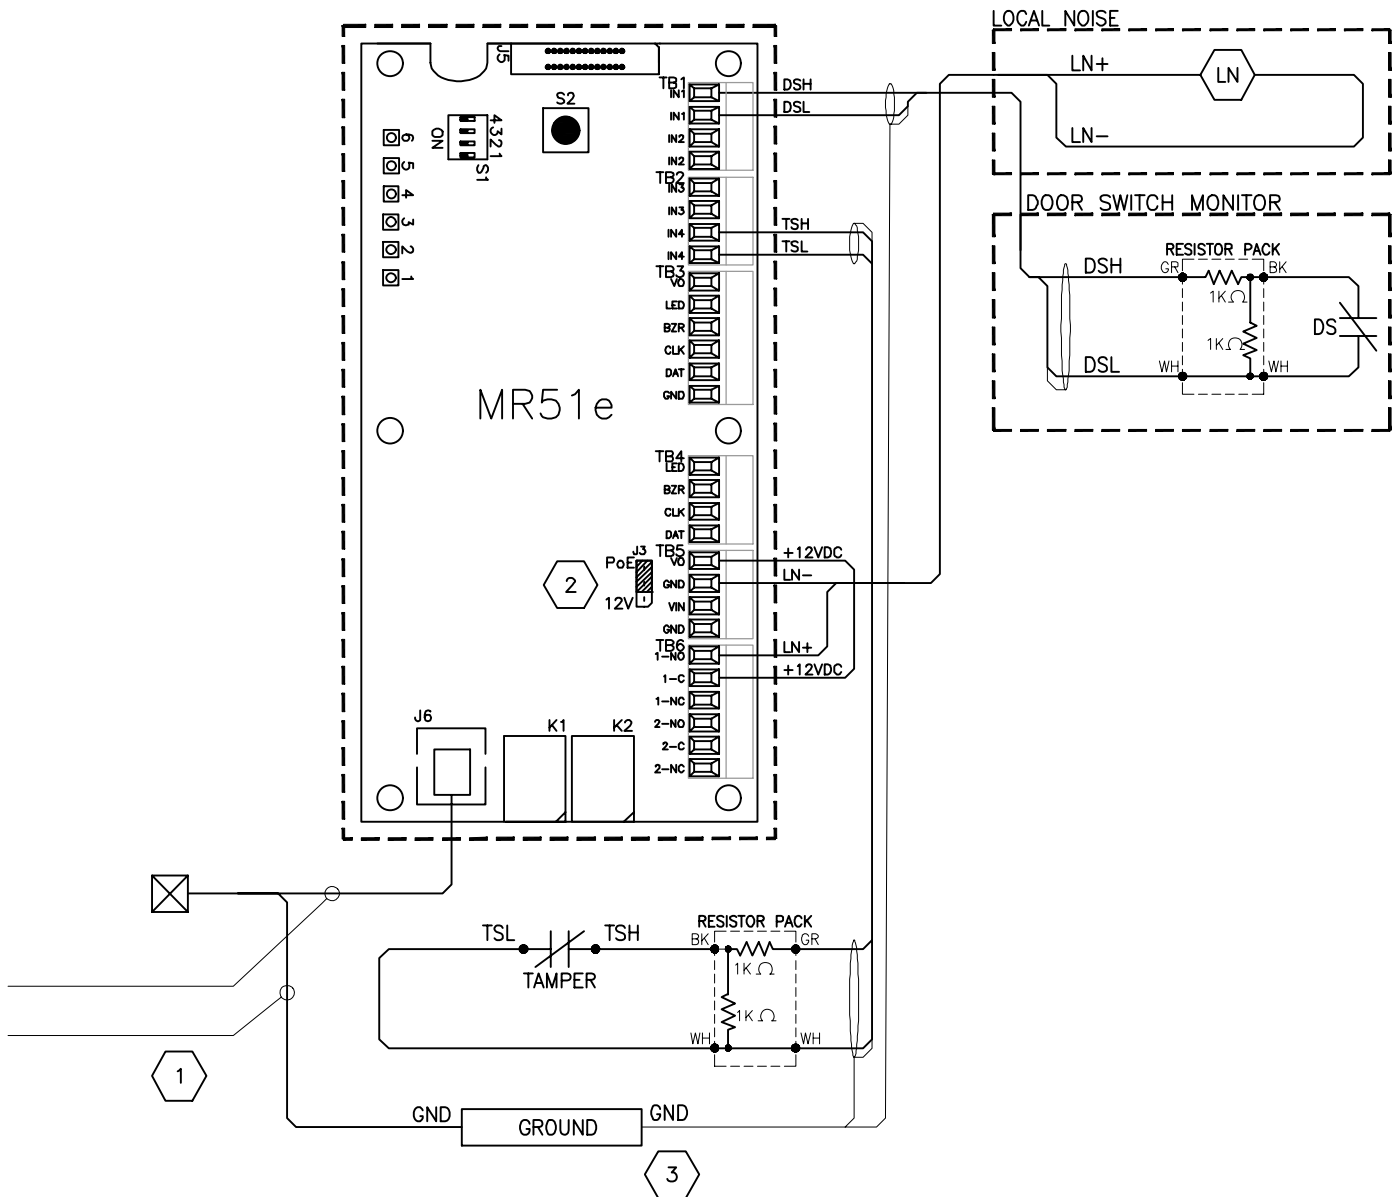 LOCAL NOISE
LN+
LN
LN-
J5
TB1
IN1
DSH
S2
IN1
DSL
4321
ON
S1
6
5
4
3
2
1
IN2
IN2
TB2
IN3
IN3
IN4
TSH
IN4
TSL
DOOR SWITCH MONITOR
RESISTOR PACK
GR
BK
DSH
1KΩ
1KΩ
DS
DSL
WH
WH
TB3
VO
LED
BZR
CLK
DAT
GND
MR51e
TB4
LED
BZR
CLK
DAT
J3
PoE
12V
2
TB5
VO
+12VDC
GND
LN-
VIN
GND
TB6
1-NO
LN+
1-C
+12VDC
1-NC
2-NO
2-C
2-NC
J6
K1
K2
TSL
TSH
TAMPER
RESISTOR PACK
BK
GR
1KΩ
1KΩ
WH
WH
1
GND
GROUND
GND
3